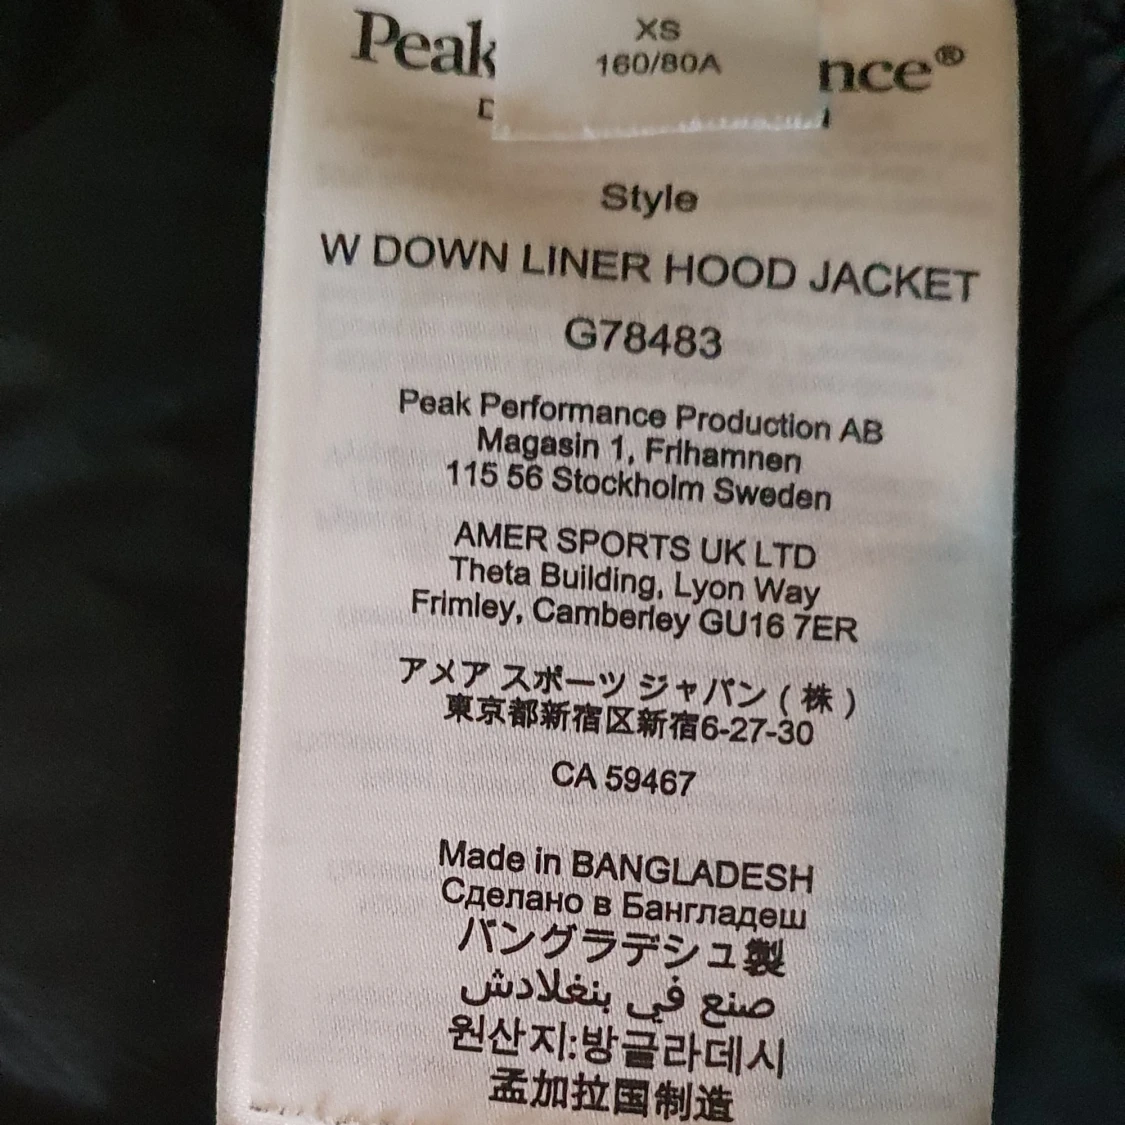 XS
160/80A
Peak nce®
Style
W DOWN LINER HOOD JACKET
G78483
Peak Performance Production AB
Magasin 1, Frihamnen
115 56 Stockholm Sweden
AMER SPORTS UK LTD
Theta Building, Lyon Way
Frimley, Camberley GU16 7ER
アメア スポーツ ジャパン ( 株 )
東京都新宿区新宿6-27-30
CA 59467
Made in BANGLADESH
Сделано в Бангладеш
バングラデシュ製
صنع في بنغلادش
원산지:방글라데시
孟加拉国制造